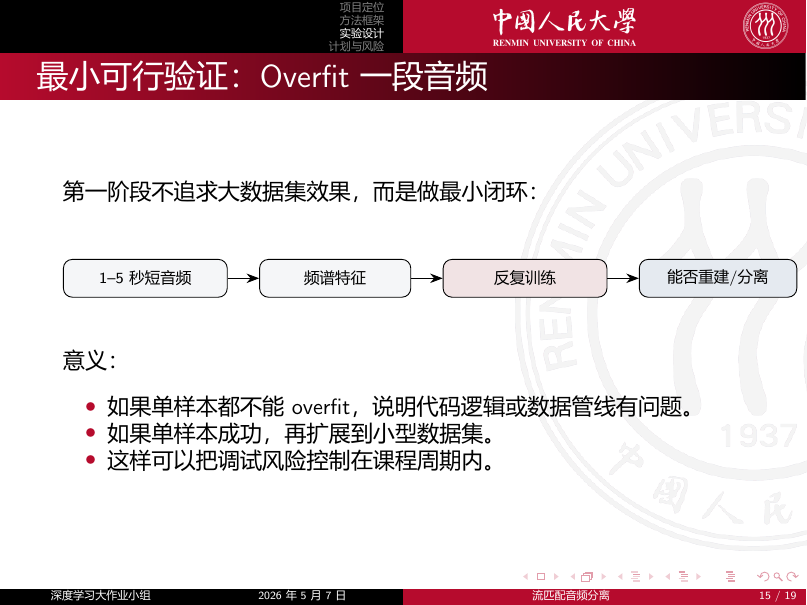 项目定位
方法框架
实验设计
计划与风险
中国人民大学
RENMIN UNIVERSITY OF CHINA
最小可行验证：Overfit 一段音频
第一阶段不追求大数据集效果，而是做最小闭环：
1–5 秒短音频
频谱特征
反复训练
能否重建/分离
意义：
如果单样本都不能 overfit，说明代码逻辑或数据管线有问题。
如果单样本成功，再扩展到小型数据集。
这样可以把调试风险控制在课程周期内。
RENMIN UNIVERSITY
1937
中国人民
深度学习大作业小组
2026 年 5 月 7 日
流匹配音频分离
15 / 19